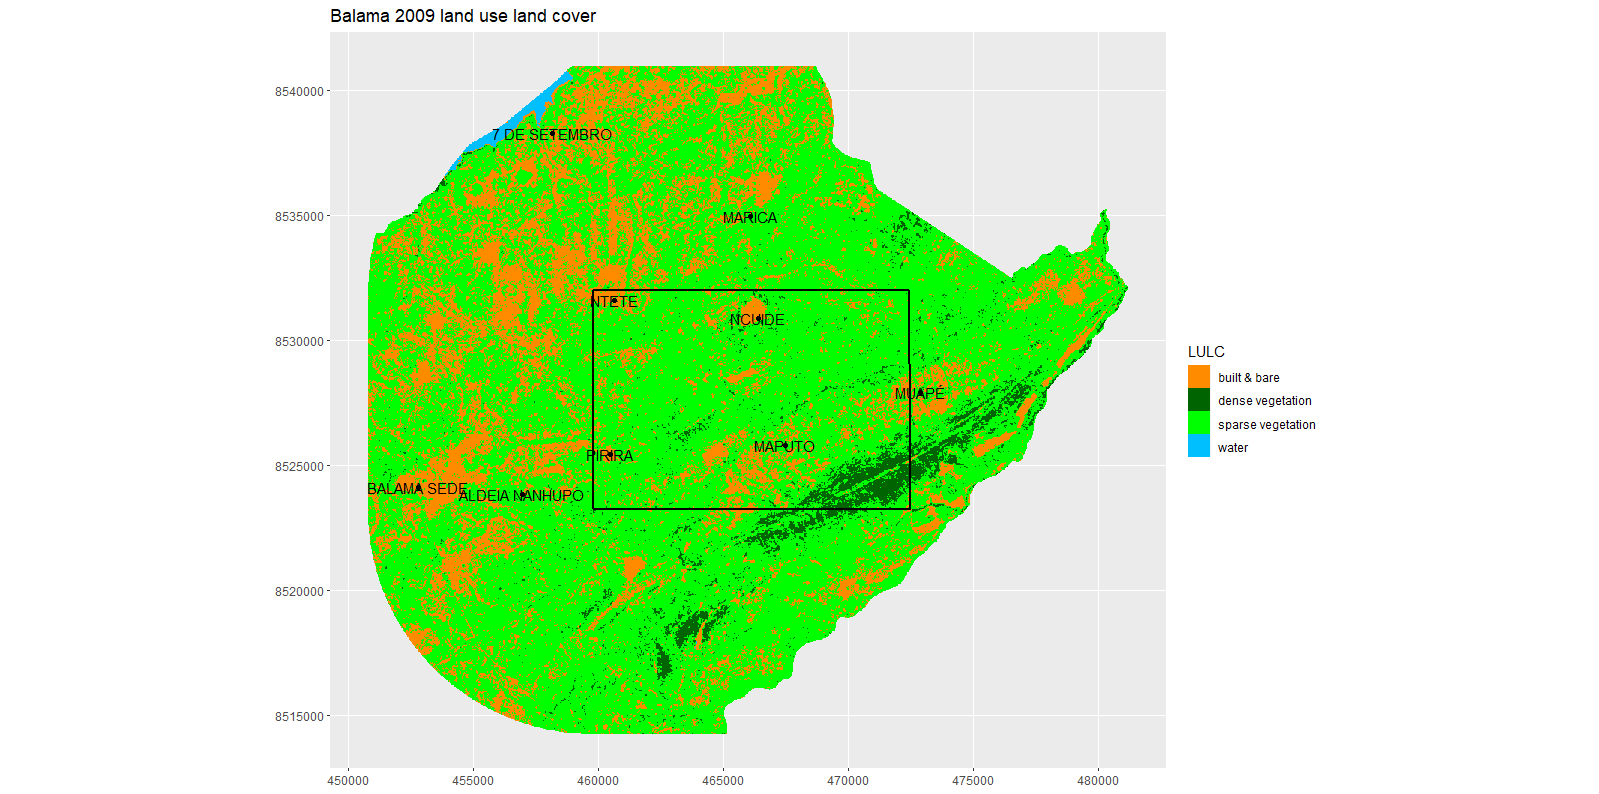 Balama 2009 land use land cover
8540000
8535000
8530000
8525000
8520000
8515000
7 DE SETEMBRO
MARICA
NTETE
NCUIDE
MUAPÉ
MAPUTO
PIRIRA
BALAMA SEDE
ALDEIA NANHUPO
450000
455000
460000
465000
470000
475000
480000
LULC
built & bare
dense vegetation
sparse vegetation
water